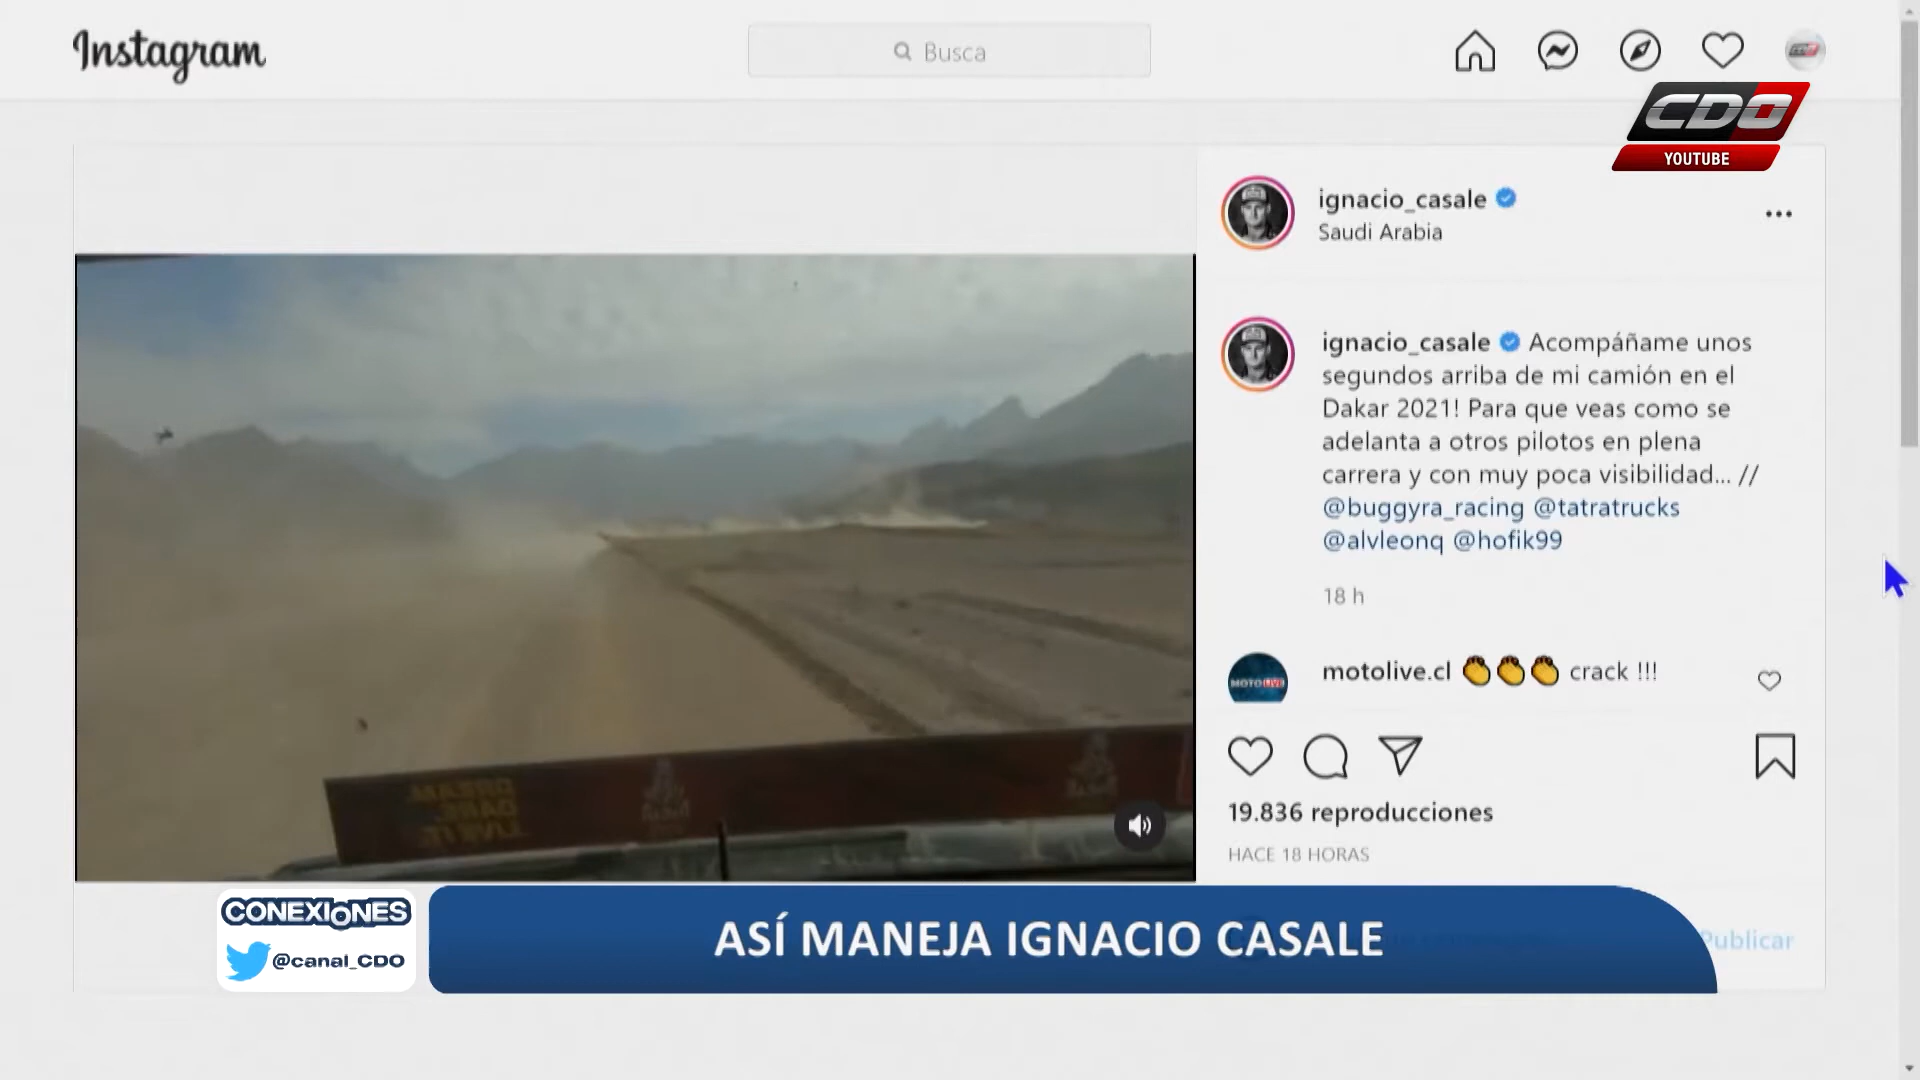 Instagram
Busca
CDO
YOUTUBE
ignacio_casale
Saudi Arabia
ignacio_casale Acompáñame unos
segundos arriba de mi camión en el
Dakar 2021! Para que veas como se
adelanta a otros pilotos en plena
carrera y con muy poca visibilidad... //
@buggyra_racing @tatratrucks
@alvleonq @hofik99
18 h
MOTO LIVE
motolive.cl 👏👏👏 crack !!!
19.836 reproducciones
HACE 18 HORAS
Publicar
CONEXIONES
@canal_CDO
ASÍ MANEJA IGNACIO CASALE